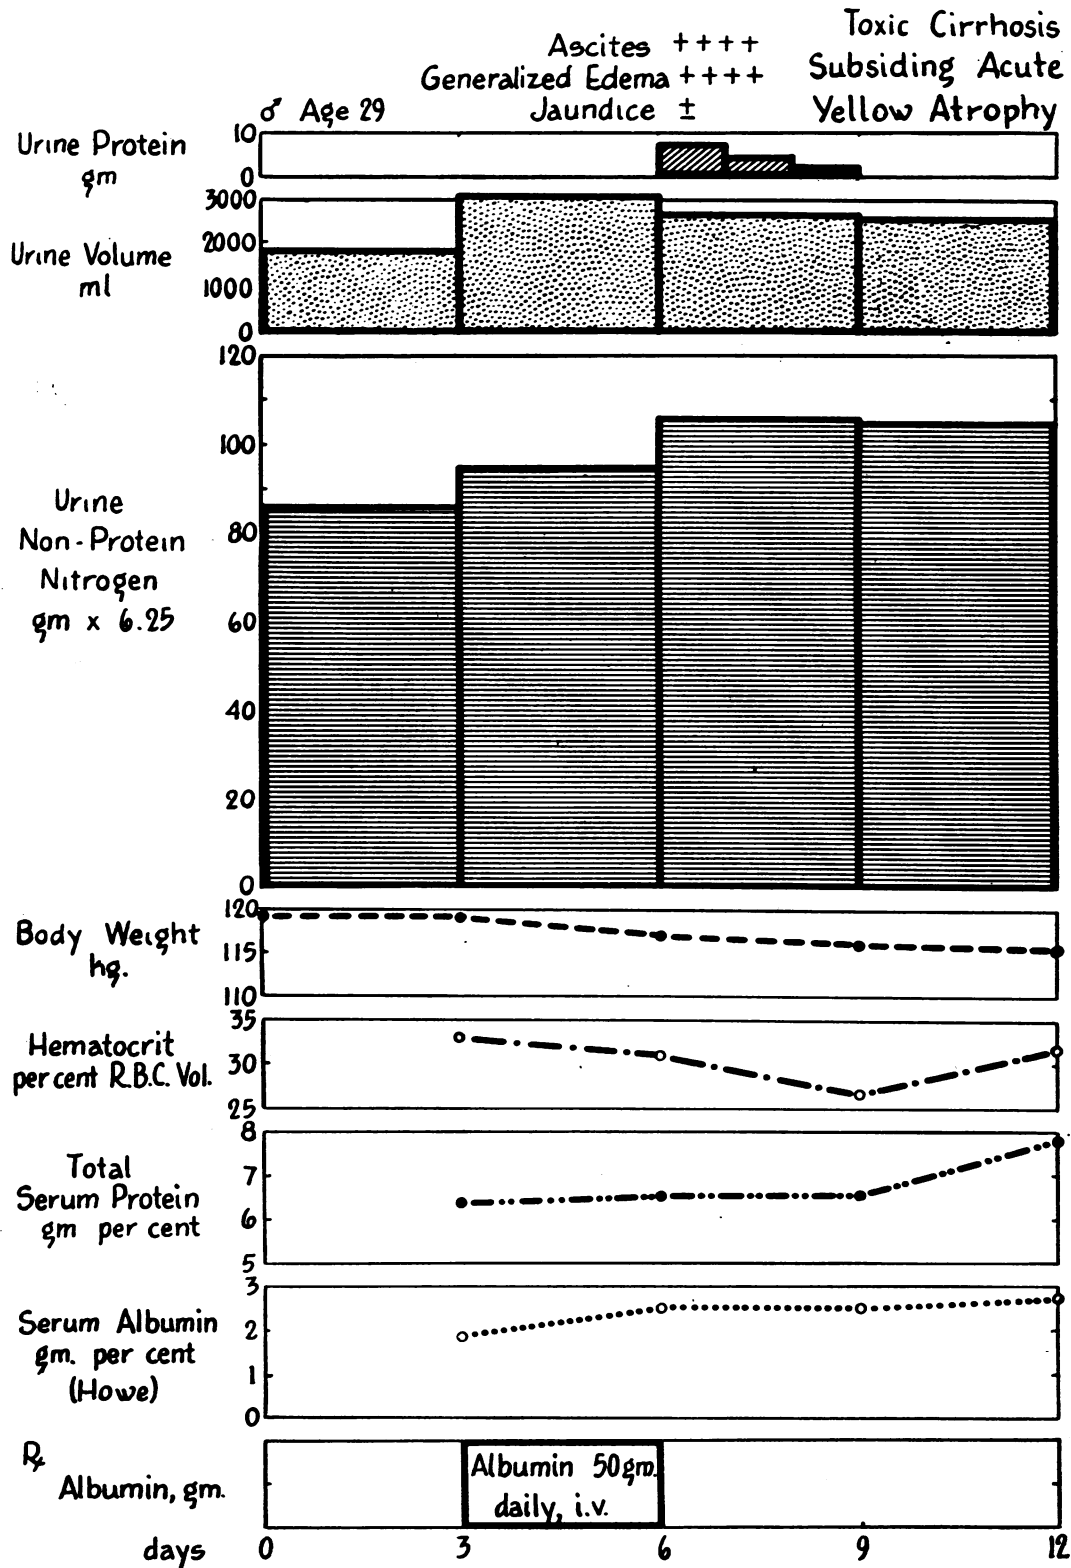 Toxic Cirrhosis
Subsiding Acute
Yellow Atrophy
Ascites ++++
Generalized Edema ++++
♂ Age 29 Jaundice ±
Urine Protein
gm
10
0
Urine Volume
ml
3000
2000
1000
0
Urine
Non-Protein
Nitrogen
gm x 6.25
120
100
80
60
40
20
0
Body Weight
kg.
120
115
110
Hematocrit
per cent R.B.C. Vol.
35
30
25
Total
Serum Protein
gm per cent
8
7
6
5
Serum Albumin
gm. per cent
(Howe)
3
2
1
0
℞
Albumin, gm.
Albumin 50gm.
daily, i.v.
days 0 3 6 9 12